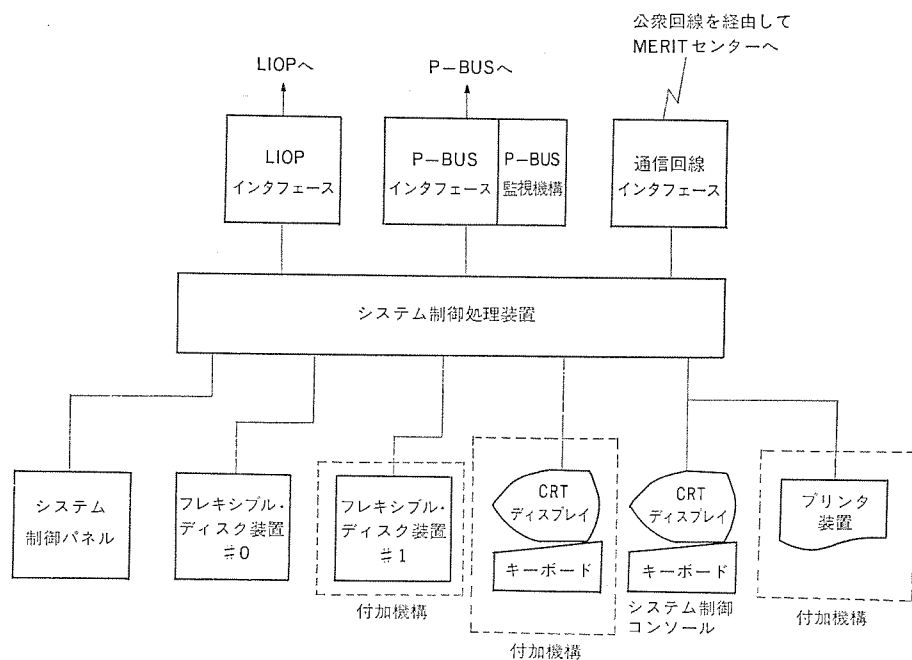 公衆回線を経由して
MERITセンターへ
LIOPへ
P-BUSへ
LIOP
インタフェース
P-BUS
インタフェース
P-BUS
監視機構
通信回線
インタフェース
システム制御処理装置
システム
制御パネル
フレキシブル・
ディスク装置
#0
フレキシブル・
ディスク装置
#1
付加機構
CRT
ディスプレイ
キーボード
付加機構
CRT
ディスプレイ
キーボード
システム制御
コンソール
プリンタ
装置
付加機構